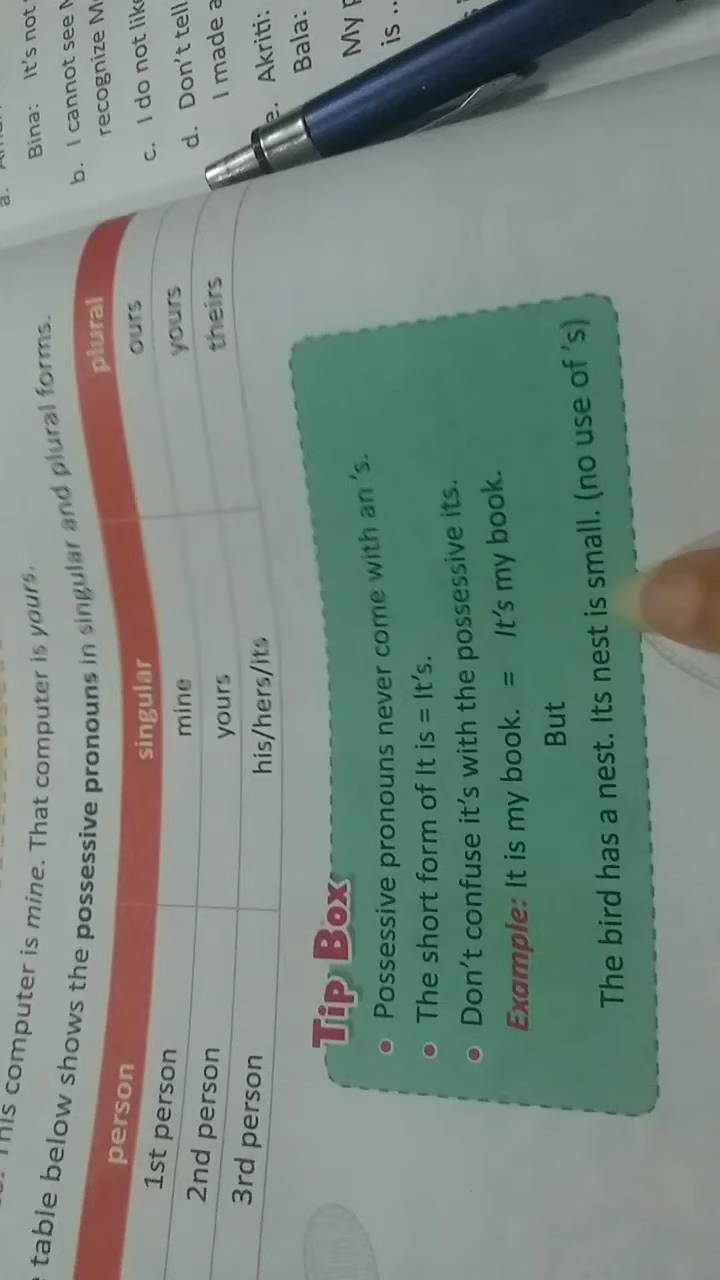 This computer is mine. That computer is yours.
table below shows the possessive pronouns in singular and plural forms.
person singular plural
1st person mine ours
2nd person yours yours
3rd person his/hers/its theirs
Tip Box
• Possessive pronouns never come with an 's.
• The short form of It is = It's.
• Don't confuse it's with the possessive its.
Example: It is my book. = It's my book.
But
The bird has a nest. Its nest is small. (no use of 's)
a.
Bina: It's not
b. I cannot see
recognize
c. I do not like
d. Don't tell
I made a
e. Akriti:
Bala:
My
is ..